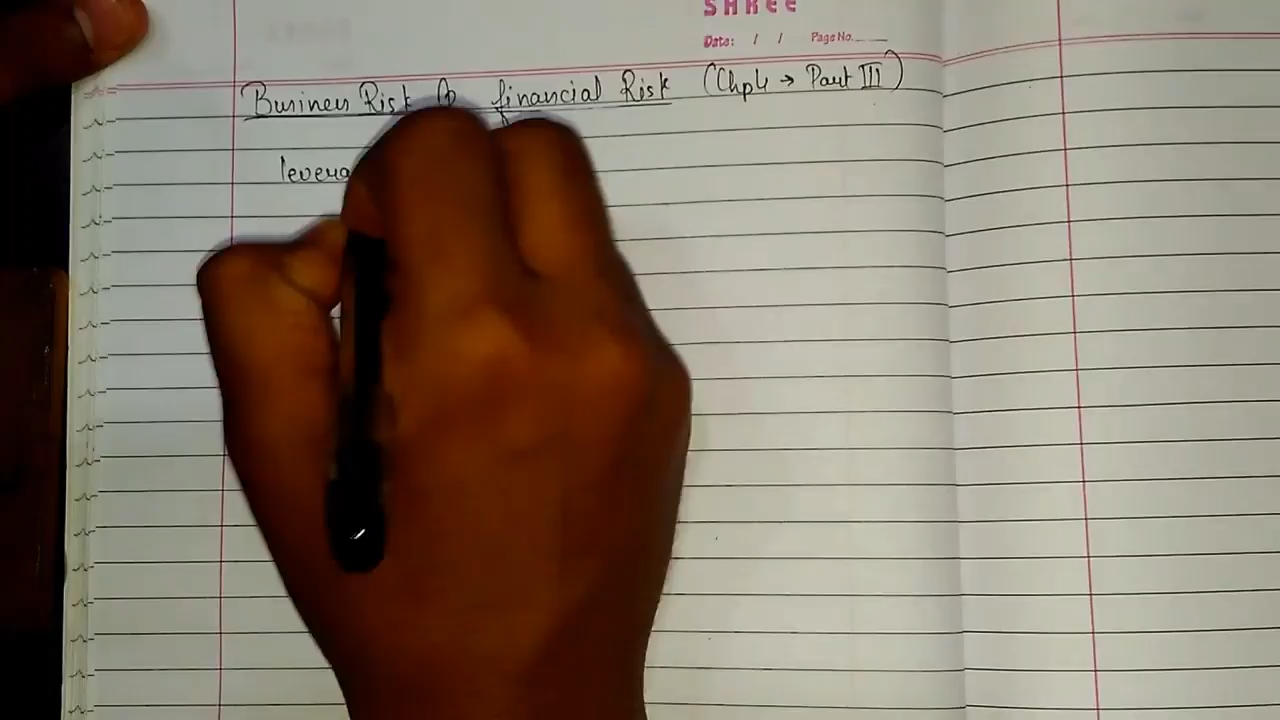 SHREE
Date: / / Page No.
Business Risk & financial Risk (Chp4 → Part III)
levera